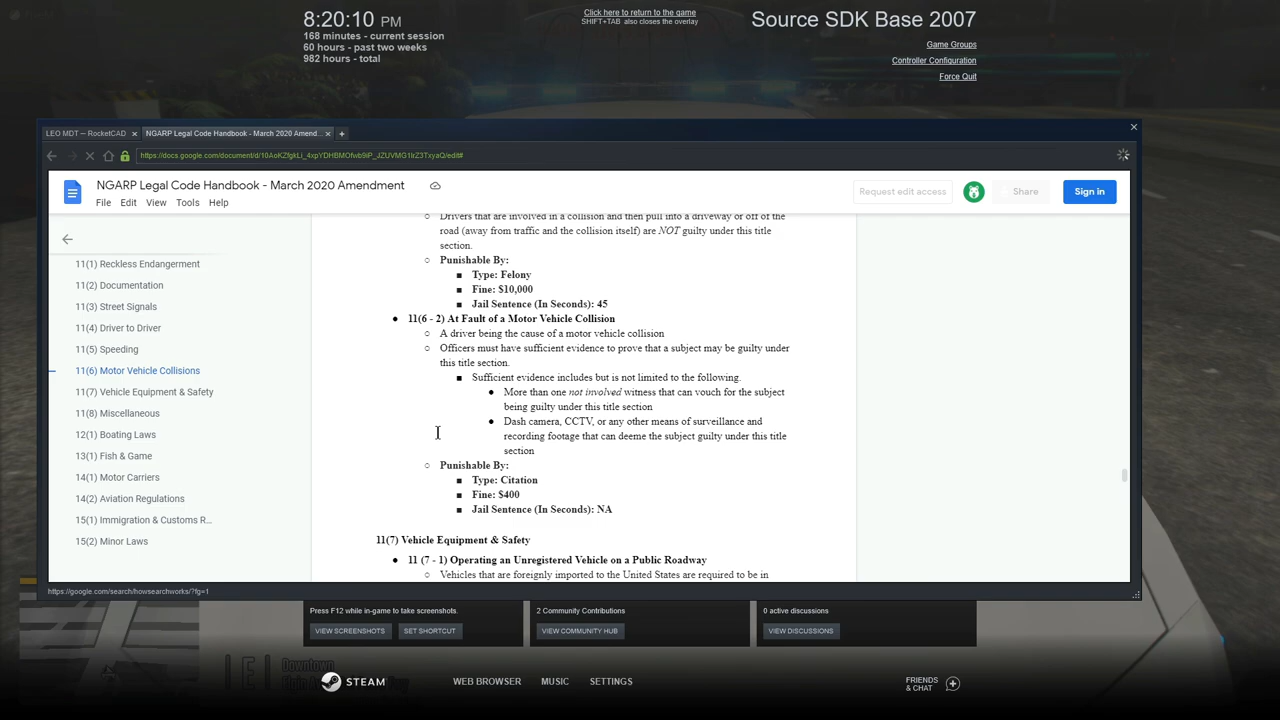 8:20:10 PM
168 minutes - current session
60 hours - past two weeks
982 hours - total
Click here to return to the game
SHIFT+TAB also closes the overlay
Source SDK Base 2007
Game Groups
Controller Configuration
Force Quit
LEO MDT — RocketCAD
NGARP Legal Code Handbook - March 2020 Amend...
NGARP Legal Code Handbook - March 2020 Amendment
File Edit View Tools Help
Request edit access
Share
Sign in
11(1) Reckless Endangerment
11(2) Documentation
11(3) Street Signals
11(4) Driver to Driver
11(5) Speeding
11(6) Motor Vehicle Collisions
11(7) Vehicle Equipment & Safety
11(8) Miscellaneous
12(1) Boating Laws
13(1) Fish & Game
14(1) Motor Carriers
14(2) Aviation Regulations
15(1) Immigration & Customs R...
15(2) Minor Laws
Drivers that are involved in a collision and then pull into a driveway or off of the
road (away from traffic and the collision itself) are NOT guilty under this title
section.
Punishable By:
Type: Felony
Fine: $10,000
Jail Sentence (In Seconds): 45
11(6 - 2) At Fault of a Motor Vehicle Collision
A driver being the cause of a motor vehicle collision
Officers must have sufficient evidence to prove that a subject may be guilty under
this title section.
Sufficient evidence includes but is not limited to the following.
More than one not involved witness that can vouch for the subject
being guilty under this title section
Dash camera, CCTV, or any other means of surveillance and
recording footage that can deeme the subject guilty under this title
section
Punishable By:
Type: Citation
Fine: $400
Jail Sentence (In Seconds): NA
11(7) Vehicle Equipment & Safety
11 (7 - 1) Operating an Unregistered Vehicle on a Public Roadway
Vehicles that are foreignly imported to the United States are required to be in
https://google.com/search/howsearchworks/?fg=1
Press F12 while in-game to take screenshots.
VIEW SCREENSHOTS
SET SHORTCUT
2 Community Contributions
VIEW COMMUNITY HUB
0 active discussions
VIEW DISCUSSIONS
Downtown
STEAM
WEB BROWSER
MUSIC
SETTINGS
FRIENDS
& CHAT